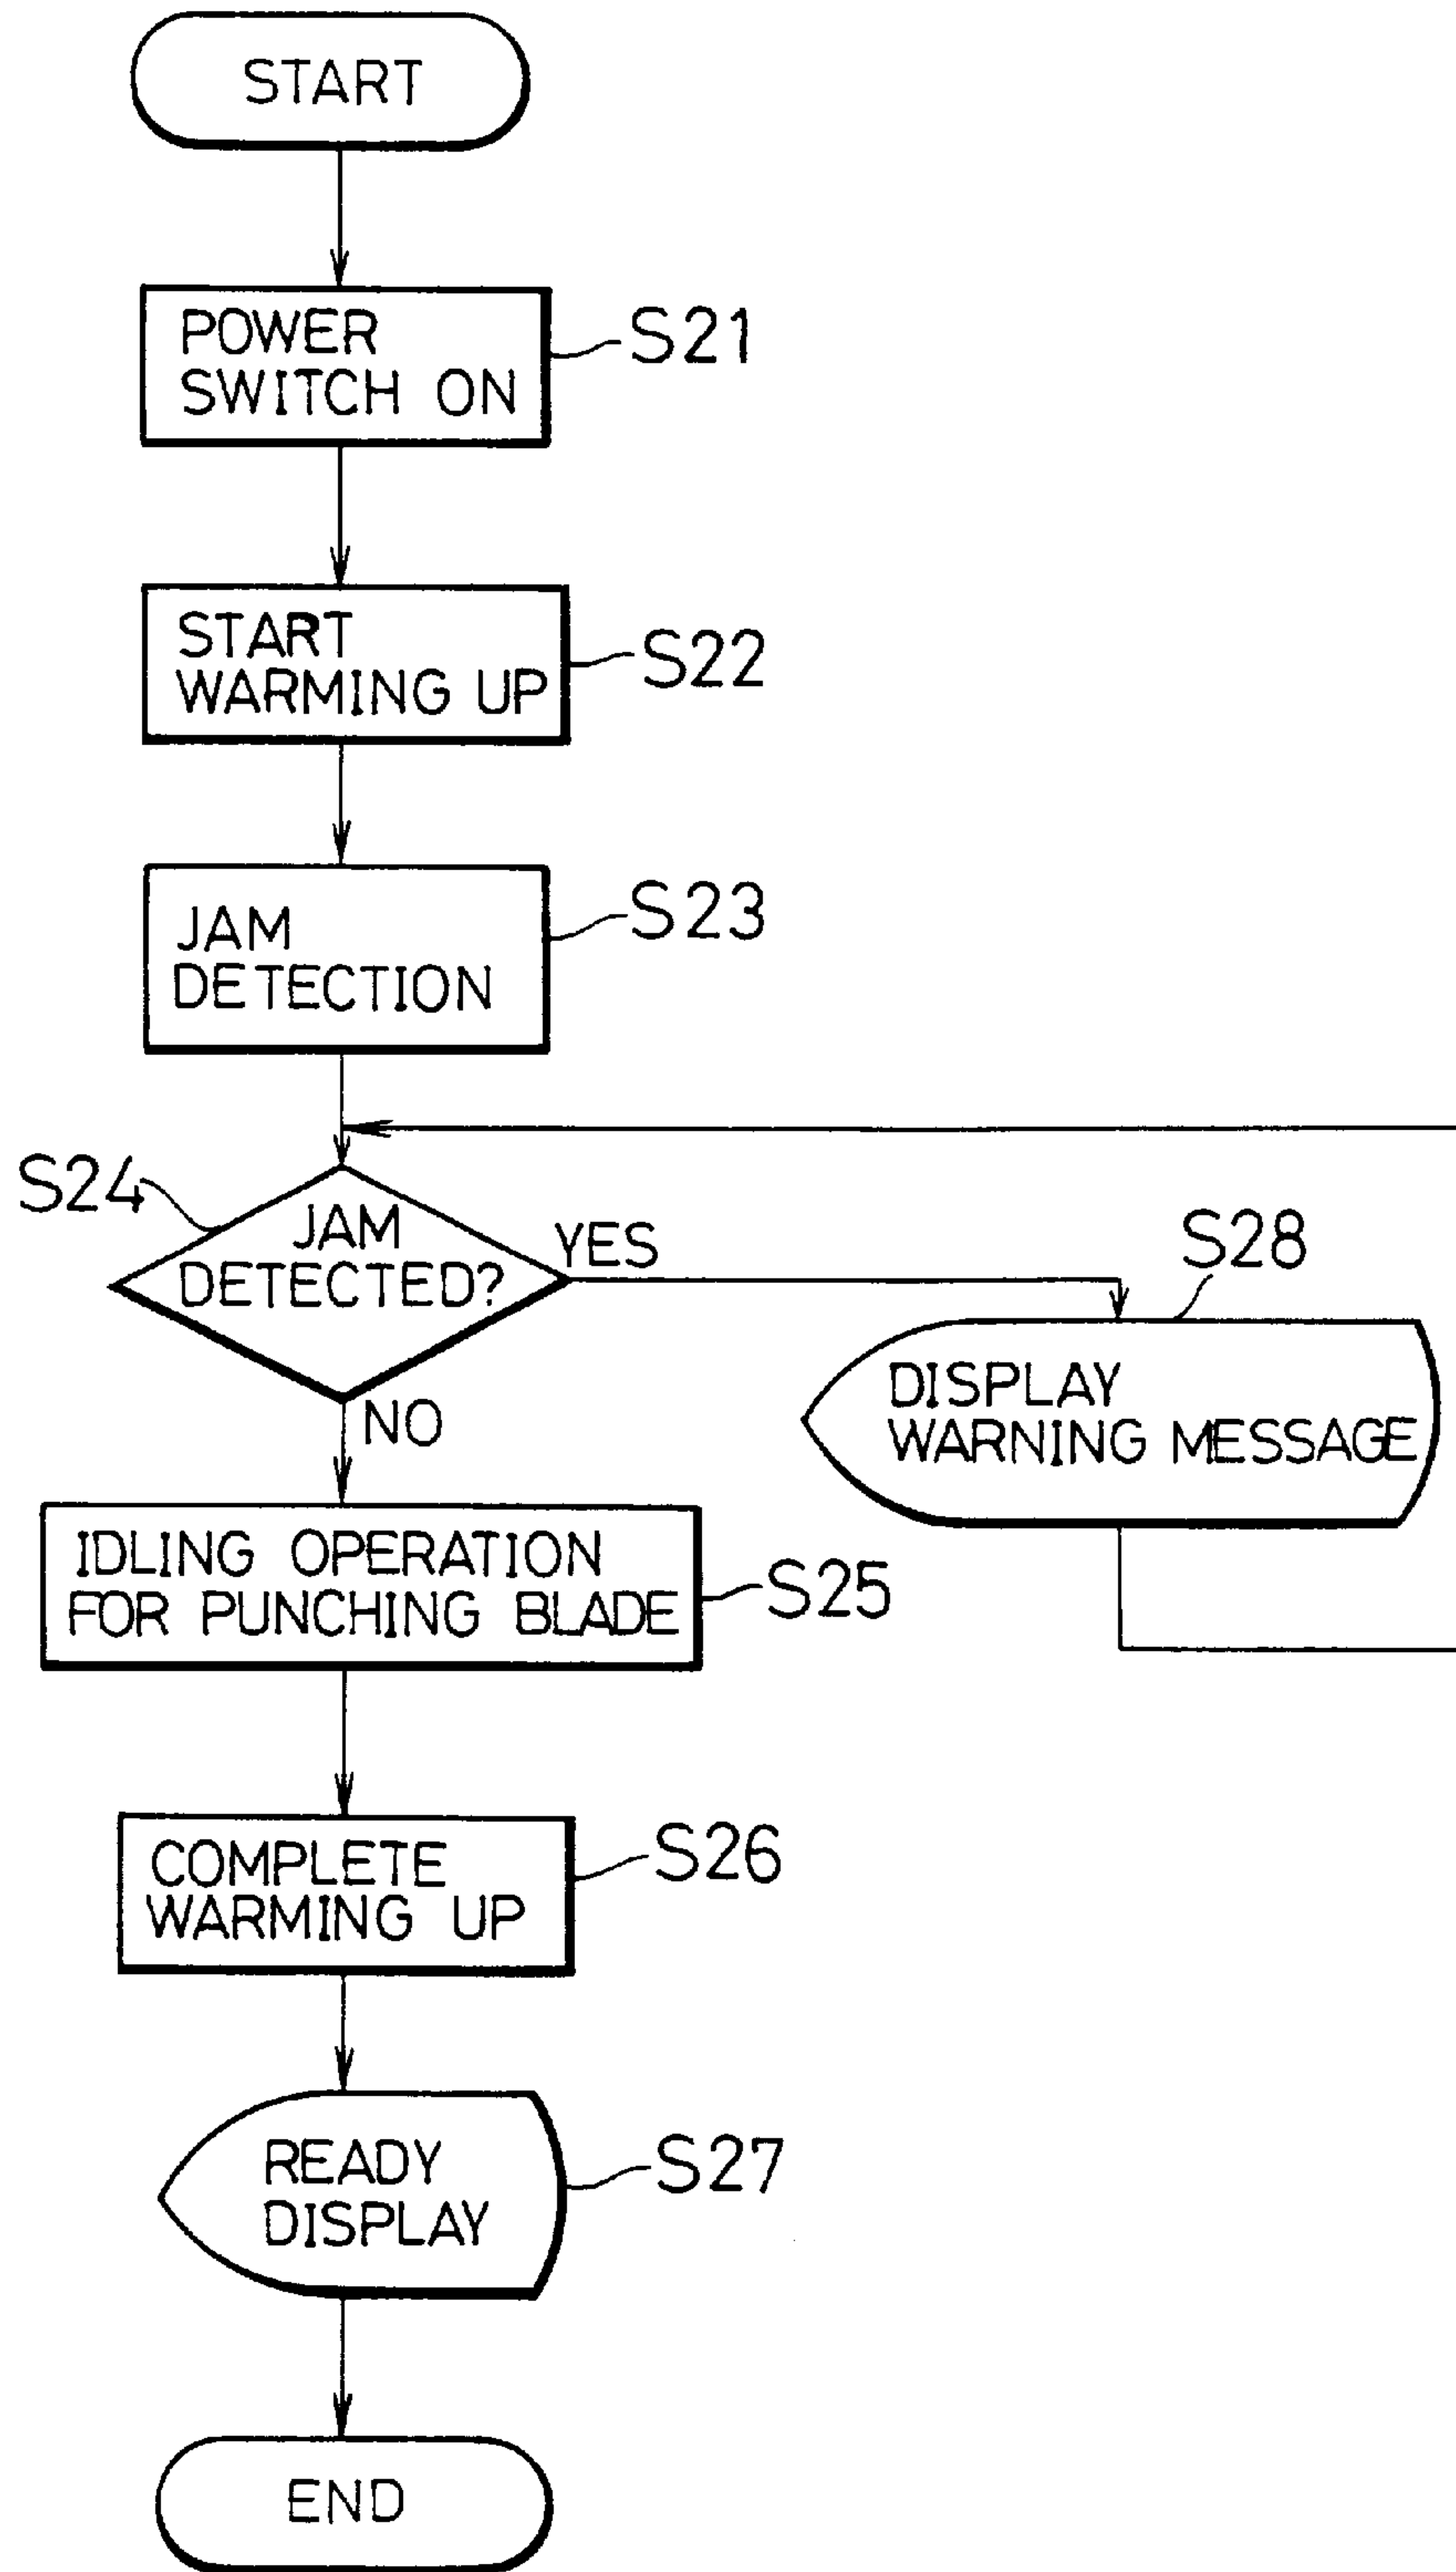 START
POWER
SWITCH ON
S21
START
WARMING UP
S22
JAM
DETECTION
S23
S24
JAM
DETECTED?
YES
NO
S28
DISPLAY
WARNING MESSAGE
IDLING OPERATION
FOR PUNCHING BLADE
S25
COMPLETE
WARMING UP
S26
READY
DISPLAY
S27
END